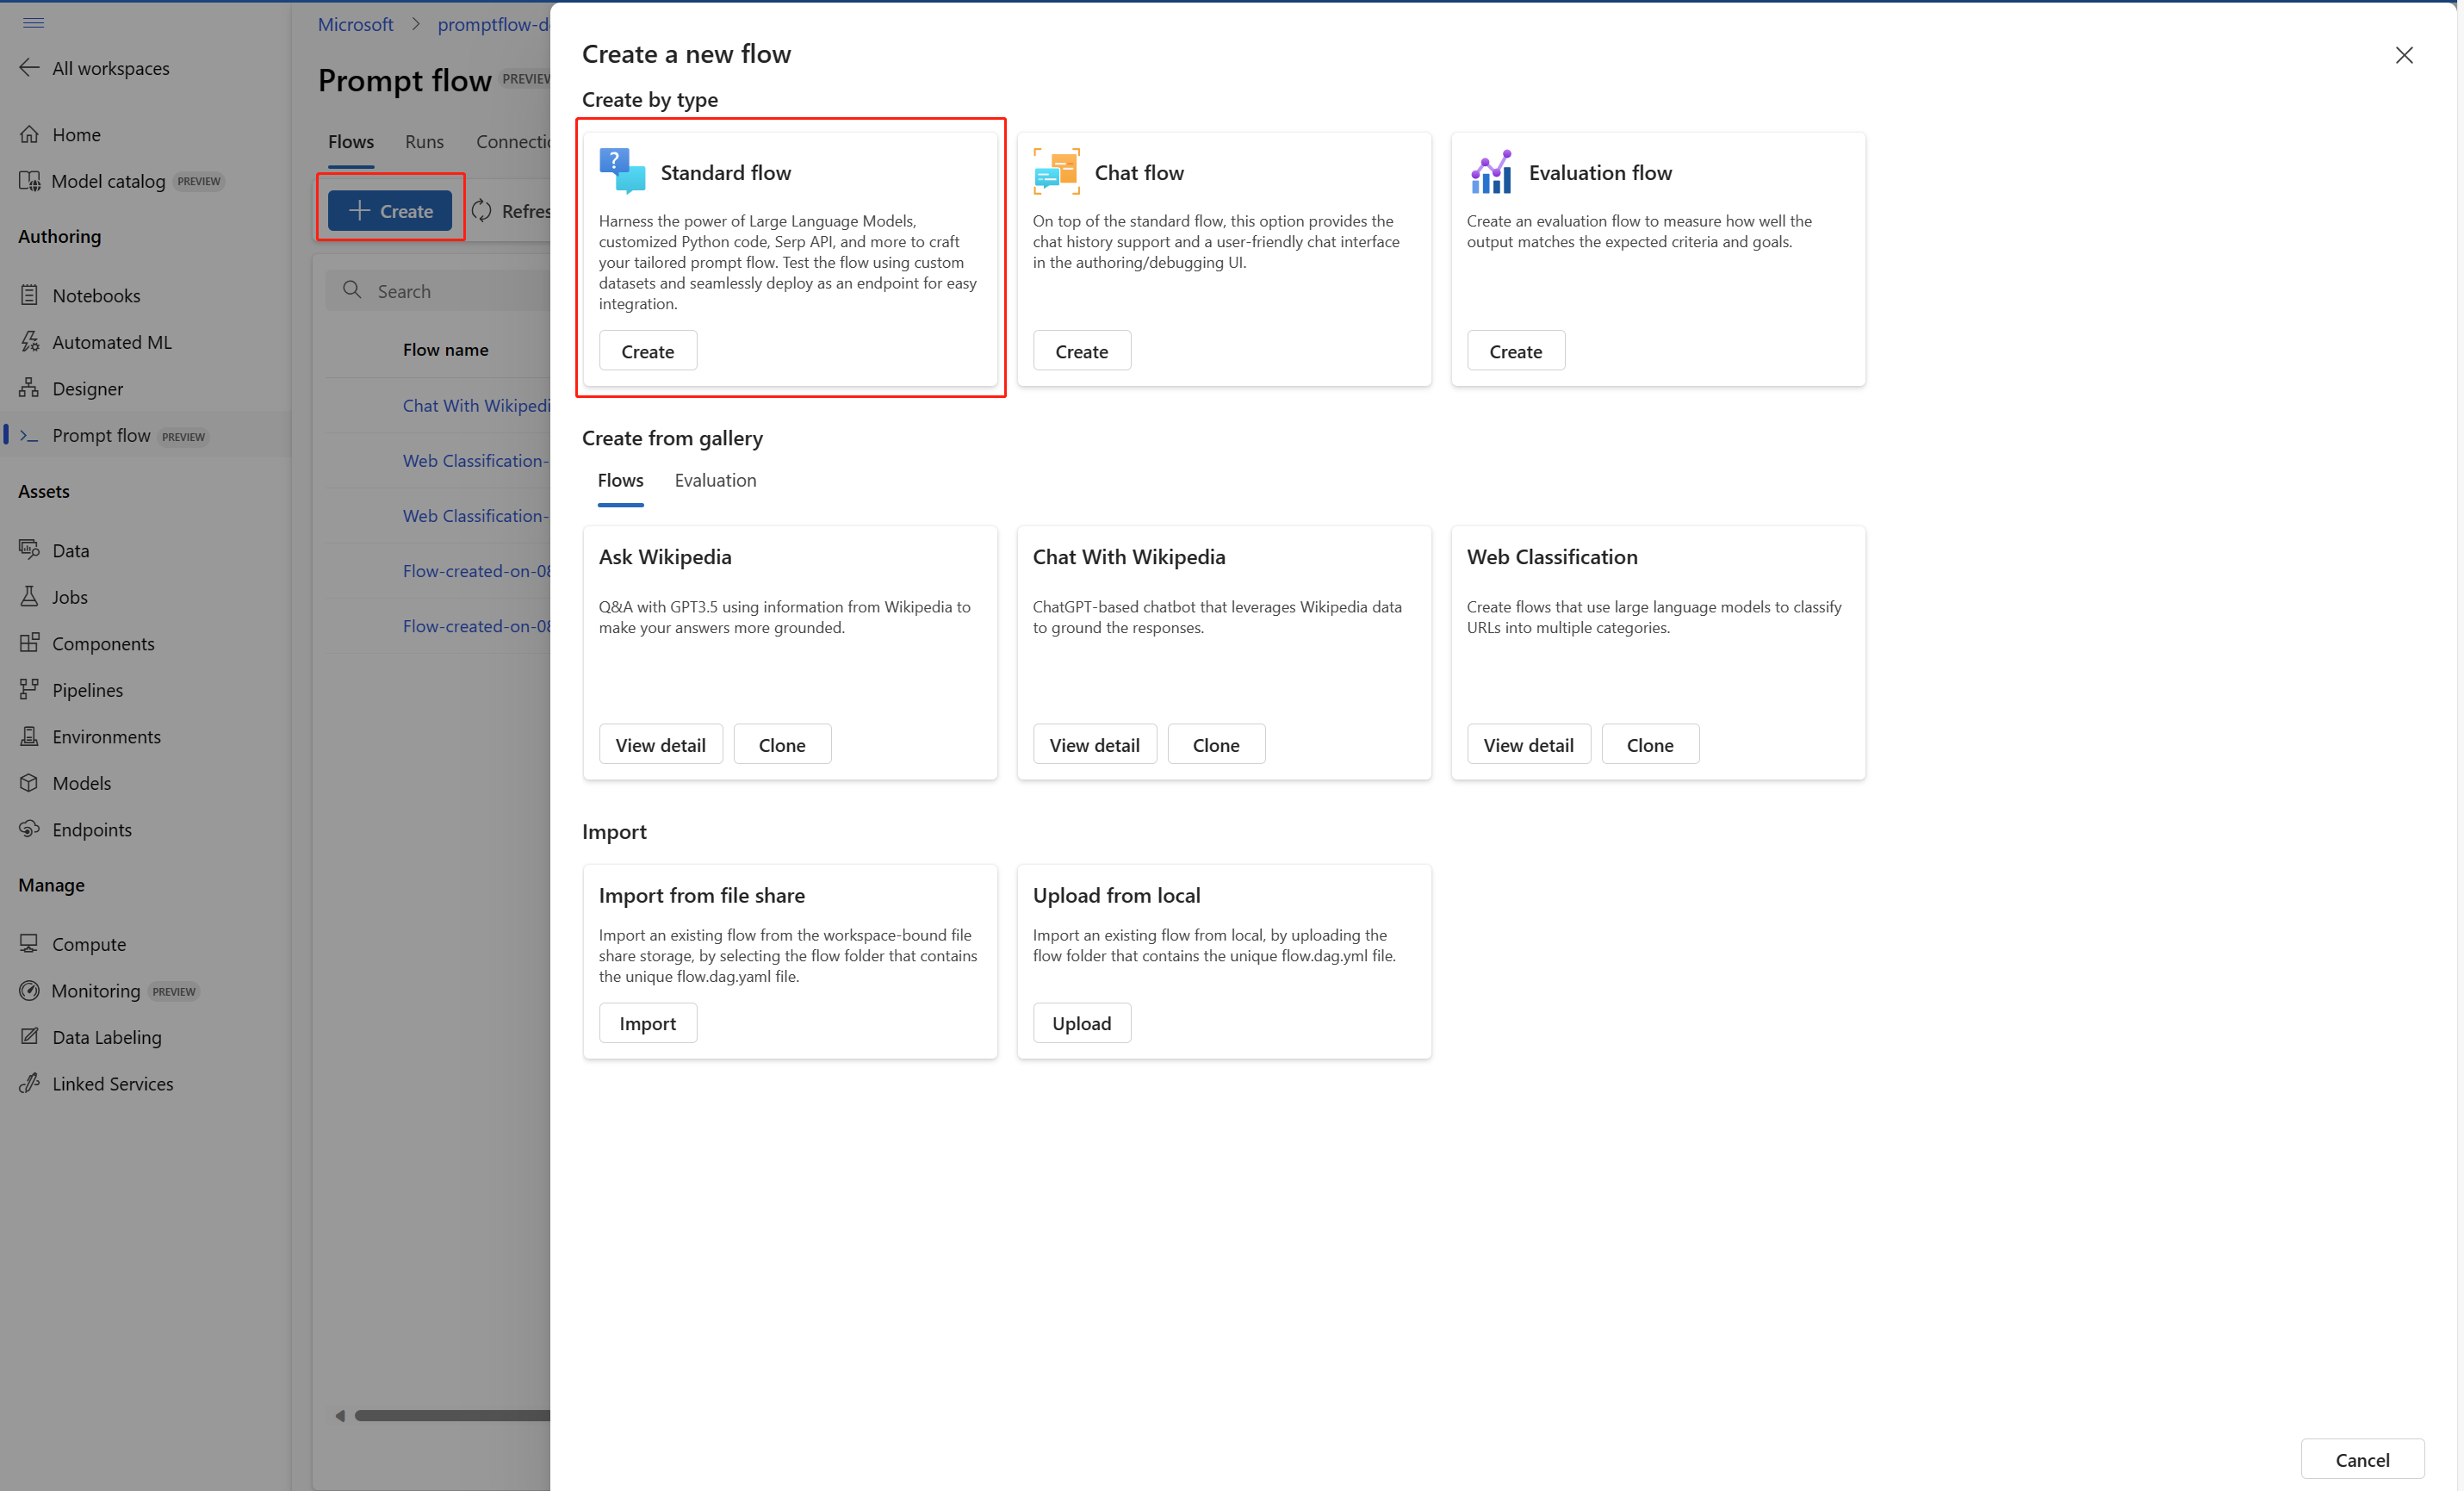 All workspaces
Home
Model catalog PREVIEW
Authoring
Notebooks
Automated ML
Designer
Prompt flow PREVIEW
Assets
Data
Jobs
Components
Pipelines
Environments
Models
Endpoints
Manage
Compute
Monitoring PREVIEW
Data Labeling
Linked Services
Microsoft > promptflow-d
Prompt flow PREVIEW
Flows Runs Connectio
+ Create Refres
Search
Flow name
Chat With Wikipedi
Web Classification-
Web Classification-
Flow-created-on-08
Flow-created-on-08
Create a new flow
Create by type
Standard flow
Harness the power of Large Language Models,
customized Python code, Serp API, and more to craft
your tailored prompt flow. Test the flow using custom
datasets and seamlessly deploy as an endpoint for easy
integration.
Create
Chat flow
On top of the standard flow, this option provides the
chat history support and a user-friendly chat interface
in the authoring/debugging UI.
Create
Evaluation flow
Create an evaluation flow to measure how well the
output matches the expected criteria and goals.
Create
Create from gallery
Flows Evaluation
Ask Wikipedia
Q&A with GPT3.5 using information from Wikipedia to
make your answers more grounded.
View detail Clone
Chat With Wikipedia
ChatGPT-based chatbot that leverages Wikipedia data
to ground the responses.
View detail Clone
Web Classification
Create flows that use large language models to classify
URLs into multiple categories.
View detail Clone
Import
Import from file share
Import an existing flow from the workspace-bound file
share storage, by selecting the flow folder that contains
the unique flow.dag.yaml file.
Import
Upload from local
Import an existing flow from local, by uploading the
flow folder that contains the unique flow.dag.yml file.
Upload
Cancel